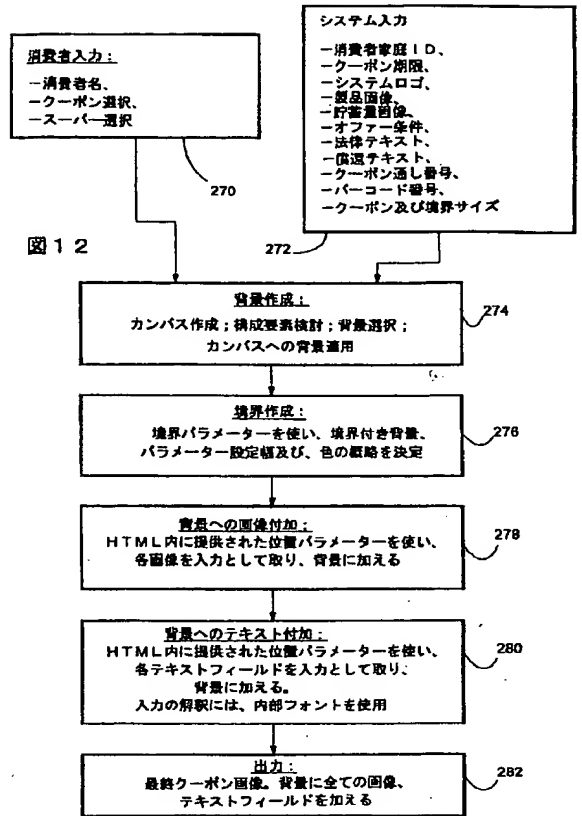 消費者入力：
ー消費者名、
ークーポン選択、
ースーパー選択
270
システム入力
ー消費者家庭ＩＤ、
ークーポン期限、
ーシステムロゴ、
ー製品画像、
ー貯蓄量画像、
ーオファー条件、
ー法律テキスト、
ー償還テキスト、
ークーポン通し番号、
ーバーコード番号、
ークーポン及び境界サイズ
272
図１２
背景作成：
カンバス作成；構成要素検討；背景選択；
カンバスへの背景適用
274
境界作成：
境界パラメーターを使い、境界付き背景、
パラメーター設定幅及び、色の概略を決定
276
背景への画像付加：
ＨＴＭＬ内に提供された位置パラメーターを使い、
各画像を入力として取り、背景に加える
278
背景へのテキスト付加：
ＨＴＭＬ内に提供された位置パラメーターを使い、
各テキストフィールドを入力として取り、
背景に加える。
入力の解釈には、内部フォントを使用
280
出力：
最終クーポン画像。背景に全ての画像、
テキストフィールドを加える
282